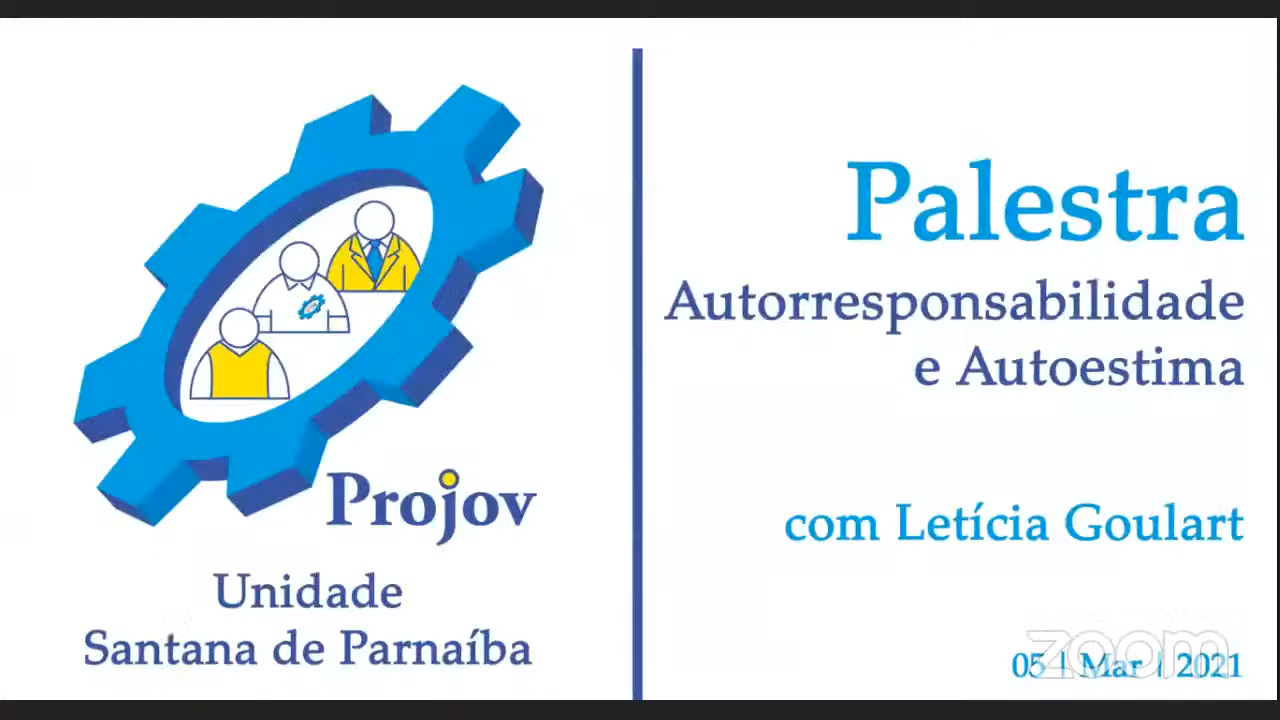 Projov
Unidade
Santana de Parnaíba
Palestra
Autorresponsabilidade
e Autoestima
com Letícia Goulart
zoom
05 | Mar | 2021